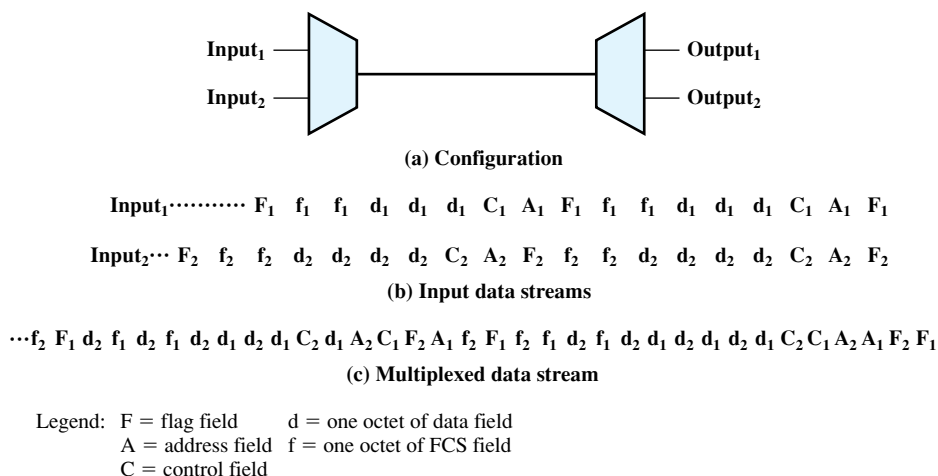 Input₁ Output₁
Input₂ Output₂
(a) Configuration
Input₁··········· F₁ f₁ f₁ d₁ d₁ d₁ C₁ A₁ F₁ f₁ f₁ d₁ d₁ d₁ C₁ A₁ F₁
Input₂··· F₂ f₂ f₂ d₂ d₂ d₂ d₂ C₂ A₂ F₂ f₂ f₂ d₂ d₂ d₂ d₂ C₂ A₂ F₂
(b) Input data streams
···f₂ F₁ d₂ f₁ d₂ f₁ d₂ d₁ d₂ d₁ C₂ d₁ A₂ C₁ F₂ A₁ f₂ F₁ f₂ f₁ d₂ f₁ d₂ d₁ d₂ d₁ d₂ d₁ C₂ C₁ A₂ A₁ F₂ F₁
(c) Multiplexed data stream
Legend: F = flag field d = one octet of data field
A = address field f = one octet of FCS field
C = control field